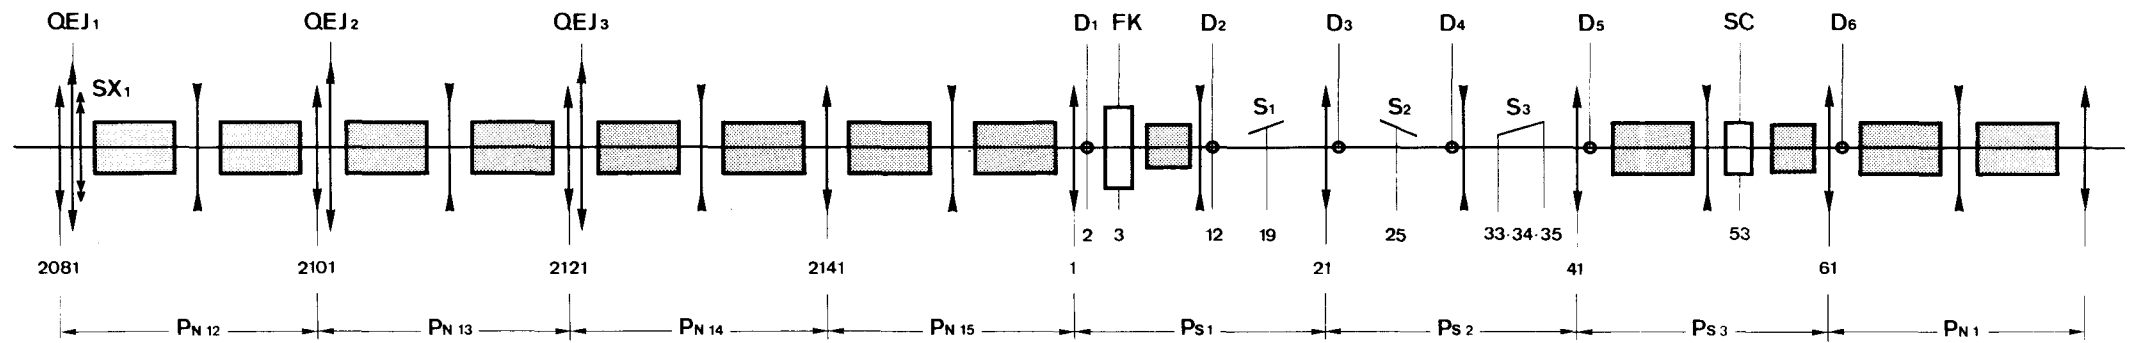 QEJ1 QEJ2 QEJ3 D1 FK D2 D3 D4 D5 SC D6
SX1 S1 S2 S3
2 3 12 19 25 33·34·35 53
2081 2101 2121 2141 1 21 41 61
PN 12 PN 13 PN 14 PN 15 PS 1 PS 2 PS 3 PN 1